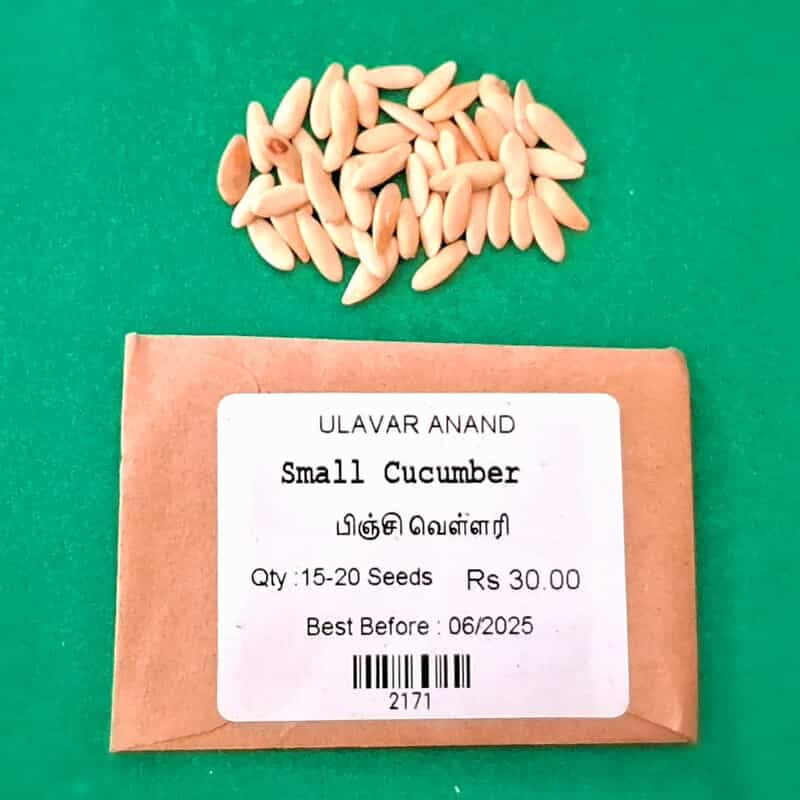 ULAVAR ANAND
Small Cucumber
பிஞ்சி வெள்ளரி
Qty :15-20 Seeds Rs 30.00
Best Before : 06/2025
2171